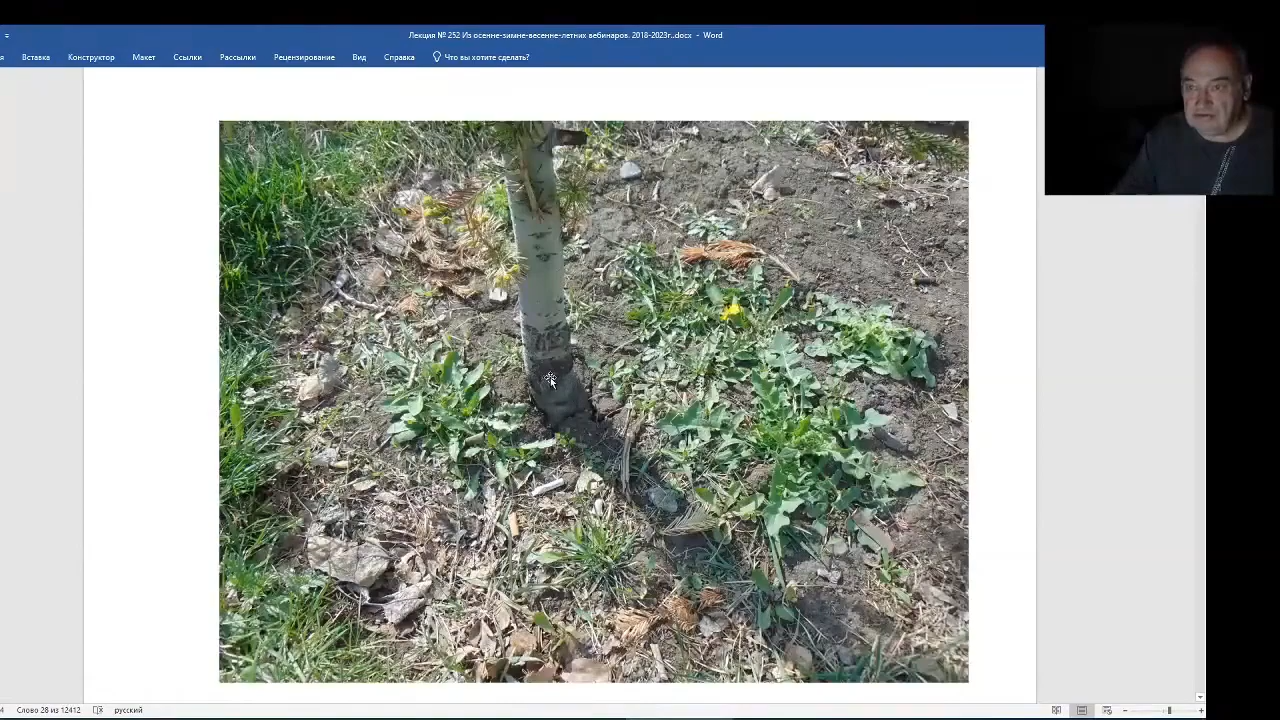 Лекция № 252 Из осенне-зимне-весенне-летних вебинаров. 2018-2023г..docx - Word
я Вставка Конструктор Макет Ссылки Рассылки Рецензирование Вид Справка Что вы хотите сделать?
4 Слово 28 из 12412 русский